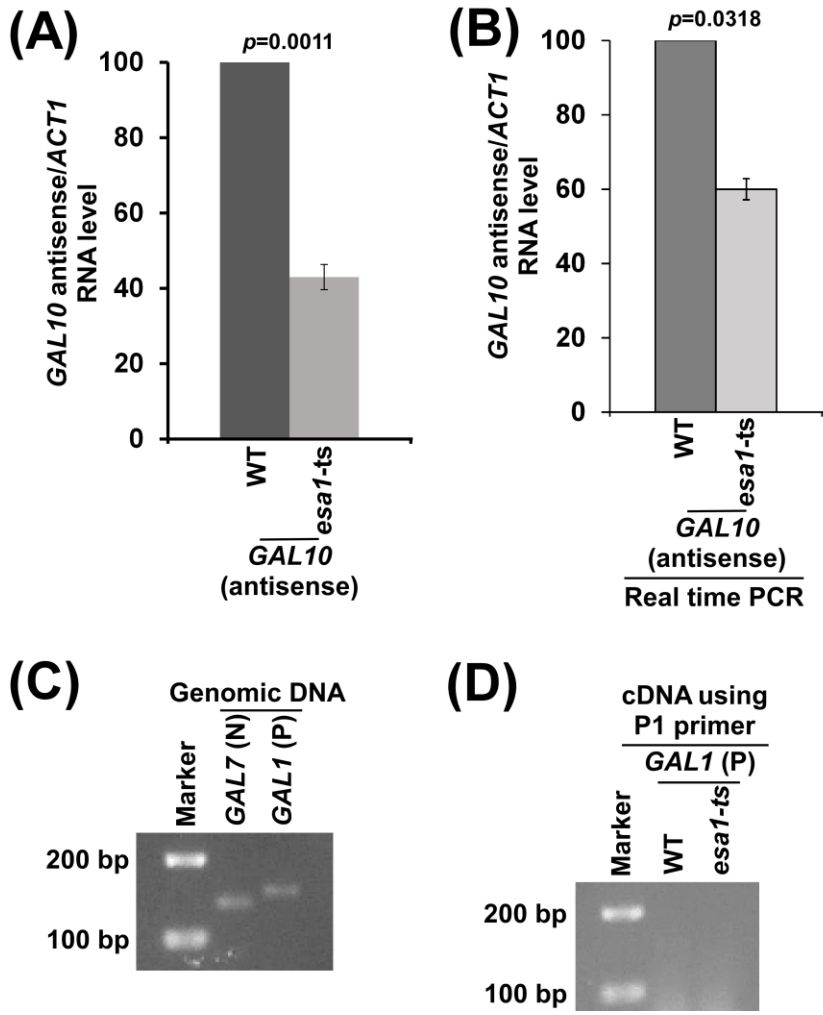 (A)
p=0.0011
GAL10 antisense/ACT1
RNA level
100
80
60
40
20
0
WT
esa1-ts
GAL10
(antisense)
(B)
p=0.0318
GAL10 antisense/ACT1
RNA level
100
80
60
40
20
0
WT
esa1-ts
GAL10
(antisense)
Real time PCR
(C)
Genomic DNA
Marker
GAL7 (N)
GAL1 (P)
200 bp
100 bp
(D)
cDNA using
P1 primer
GAL1 (P)
Marker
WT
esa1-ts
200 bp
100 bp